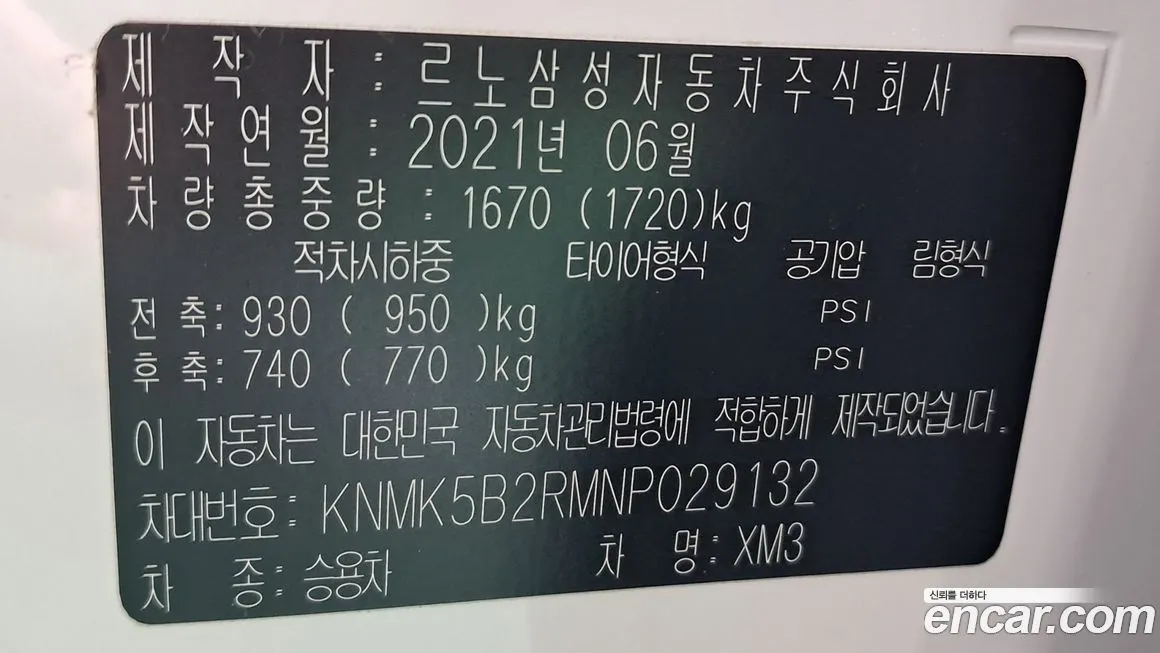 제 작 자 : 르노삼성자동차주식회사
제작연월 : 2021년 06월
차량총중량 : 1670 (1720)kg
적차시하중 타이어형식 공기압 림형식
전 축: 930 ( 950 )kg PSI
후 축: 740 ( 770 )kg PSI
이 자동차는 대한민국 자동차관리법령에 적합하게 제작되었습니다.
차대번호: KNMK5B2RMNP029132
차 종: 승용차 차 명: XM3
신뢰를 더하다
encar.com